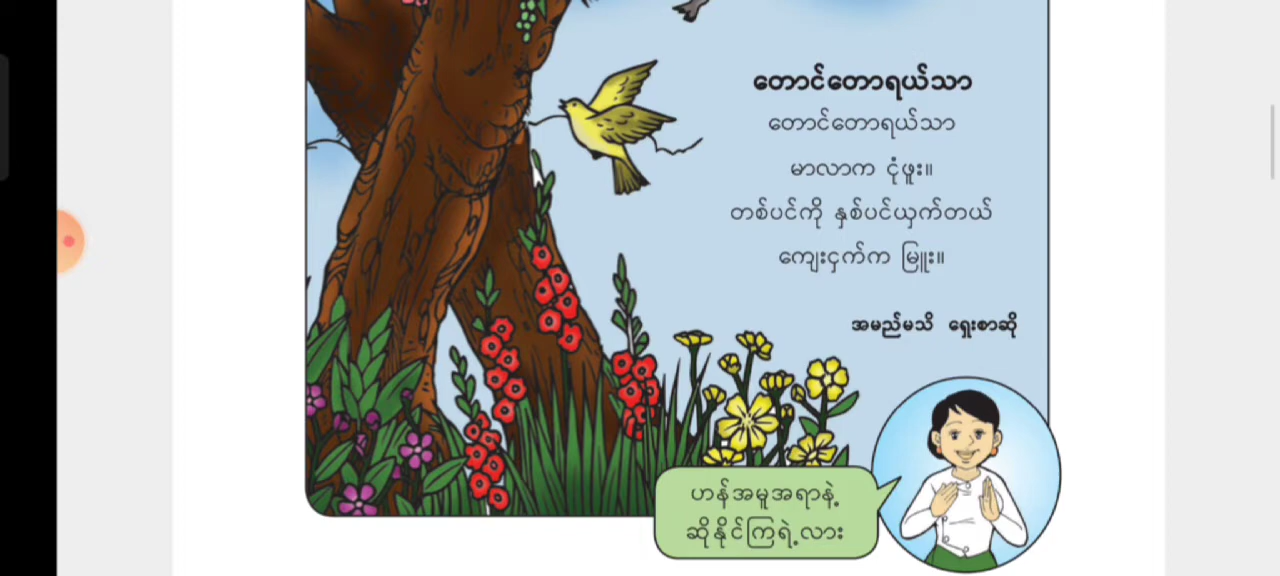 တောင်တောရယ်သာ
တောင်တောရယ်သာ
မာလာက ငုံဖူး။
တစ်ပင်ကို နှစ်ပင်ယှက်တယ်
ကျေးငှက်က မြူး။
အမည်မသိ ရှေးစာဆို
ဟန်အမူအရာနဲ့
ဆိုနိုင်ကြရဲ့လား